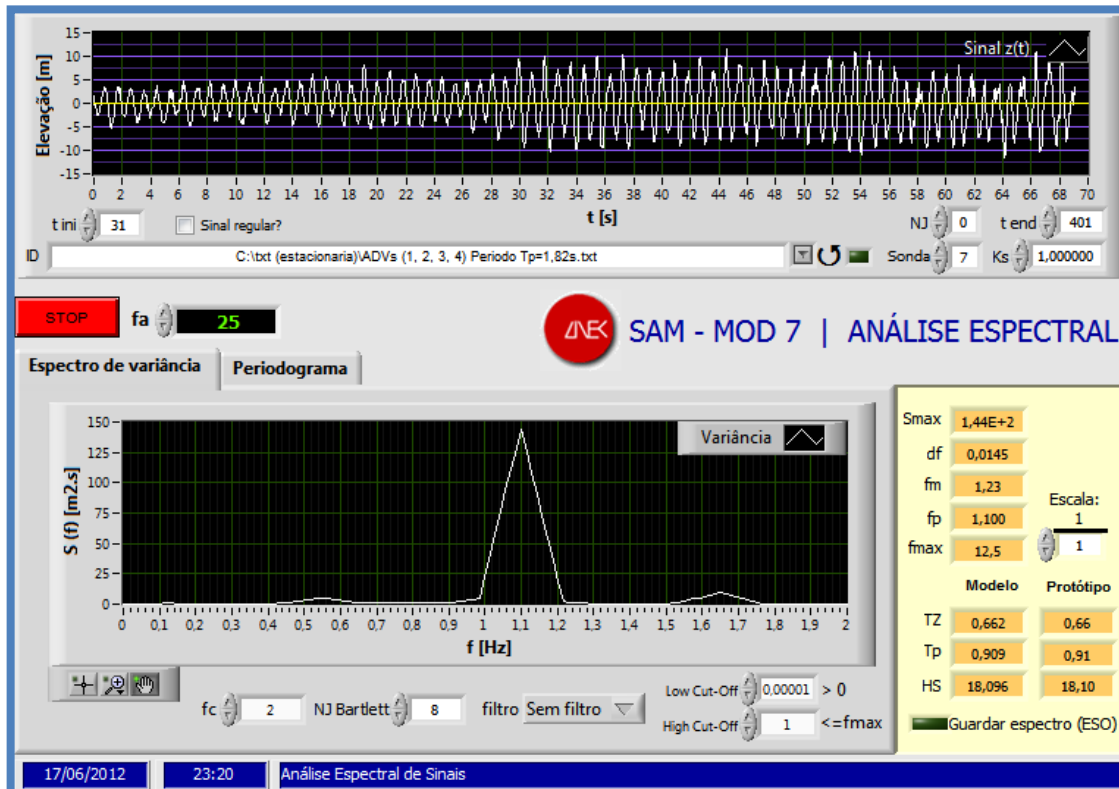 Sinal z(t)
Elevação [m]
15
10
5
0
-5
-10
-15
0 2 4 6 8 10 12 14 16 18 20 22 24 26 28 30 32 34 36 38 40 42 44 46 48 50 52 54 56 58 60 62 64 66 68 70
t [s]
t ini 31
Sinal regular?
NJ 0
t end 401
ID C:\txt (estacionaria)\ADVs (1, 2, 3, 4) Periodo Tp=1,82s.txt
Sonda 7
Ks 1,000000
STOP
fa 25
LNEC
SAM - MOD 7 | ANÁLISE ESPECTRAL
Espectro de variância
Periodograma
Variância
S (f) [m2.s]
150
125
100
75
50
25
0
0 0,1 0,2 0,3 0,4 0,5 0,6 0,7 0,8 0,9 1 1,1 1,2 1,3 1,4 1,5 1,6 1,7 1,8 1,9 2
f [Hz]
fc 2
NJ Bartlett 8
filtro Sem filtro
Low Cut-Off 0,00001 > 0
High Cut-Off 1 <=fmax
Smax 1,44E+2
df 0,0145
fm 1,23
fp 1,100
fmax 12,5
Escala:
1
1
Modelo Protótipo
TZ 0,662 0,66
Tp 0,909 0,91
HS 18,096 18,10
Guardar espectro (ESO)
17/06/2012 23:20 Análise Espectral de Sinais